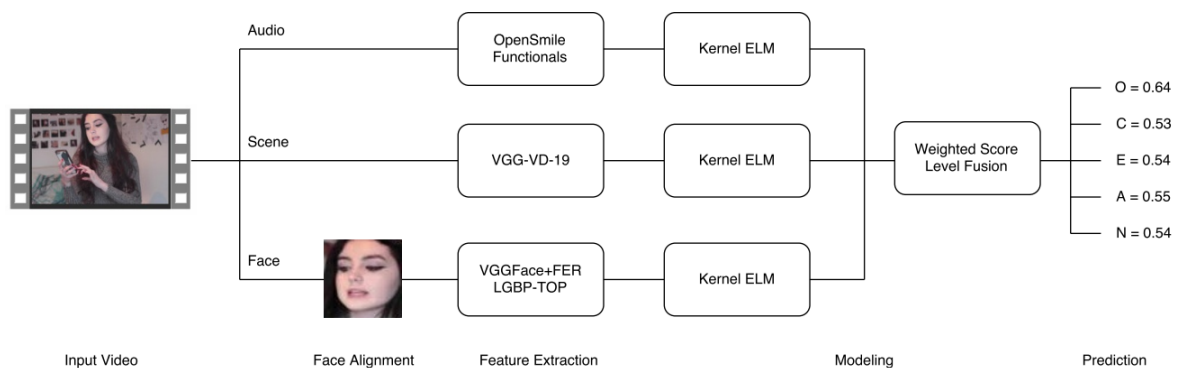 Audio
OpenSmile
Functionals
Kernel ELM
Scene
VGG-VD-19
Kernel ELM
Weighted Score
Level Fusion
Face
VGGFace+FER
LGBP-TOP
Kernel ELM
O = 0.64
C = 0.53
E = 0.54
A = 0.55
N = 0.54
Input Video
Face Alignment
Feature Extraction
Modeling
Prediction